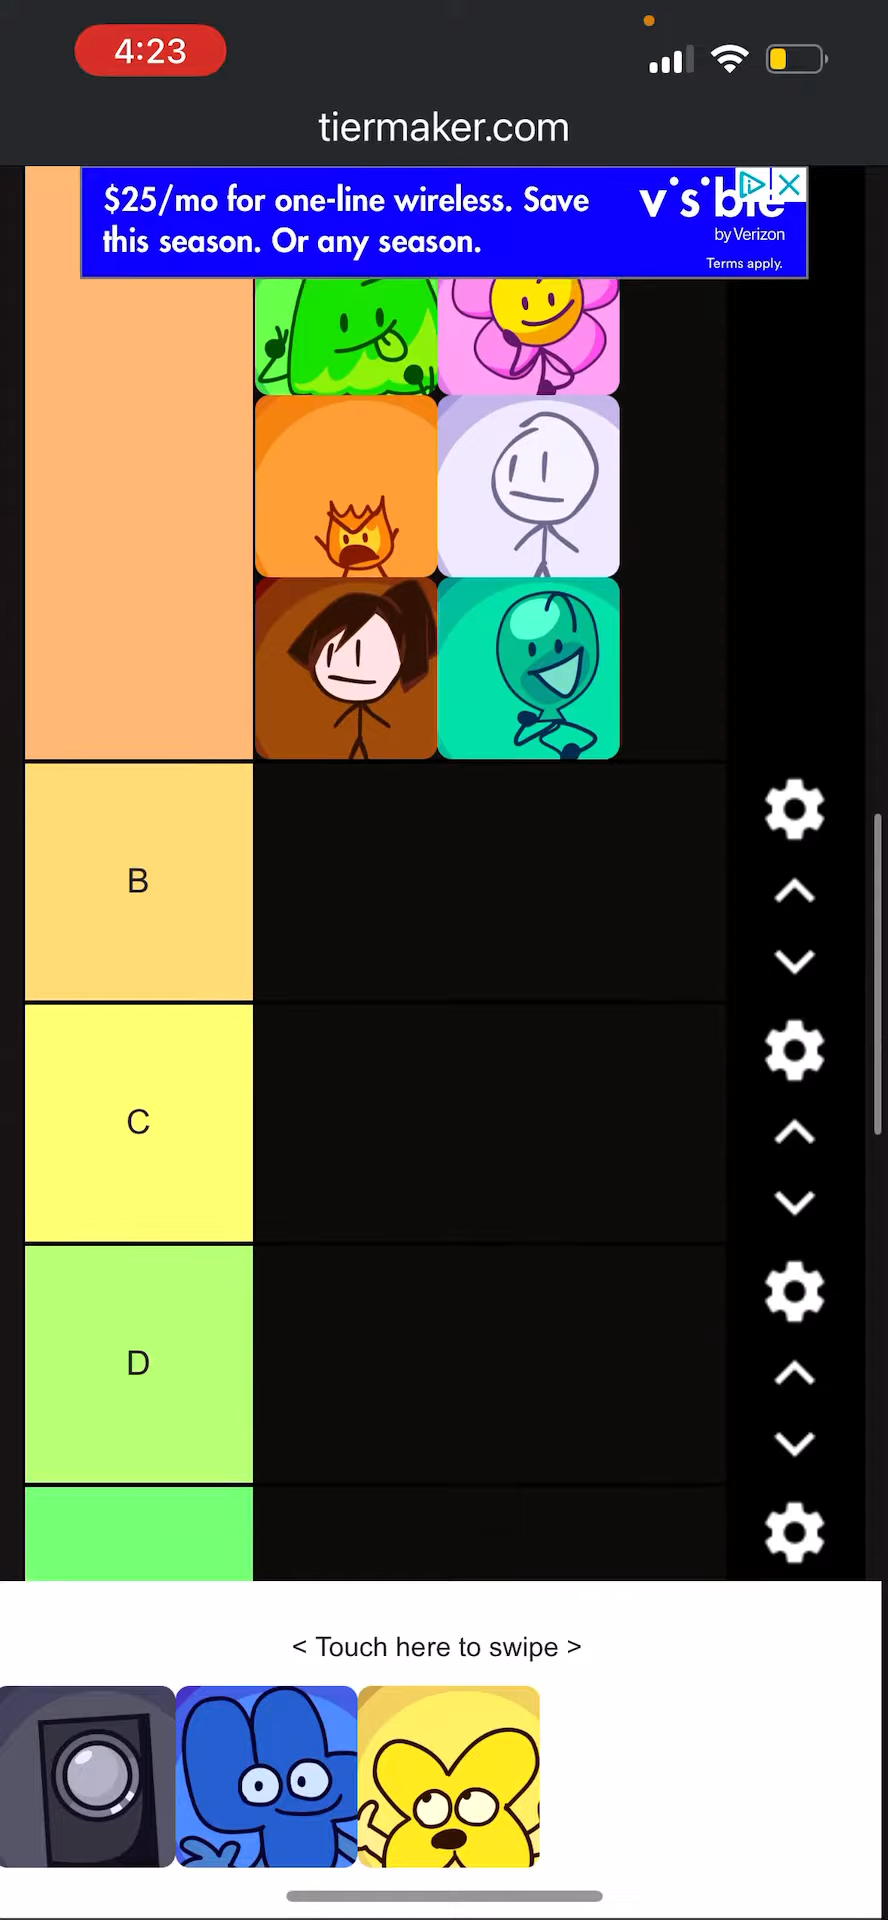 4:23
tiermaker.com
$25/mo for one-line wireless. Save
this season. Or any season.
visible
by Verizon
Terms apply.
B
C
D
< Touch here to swipe >